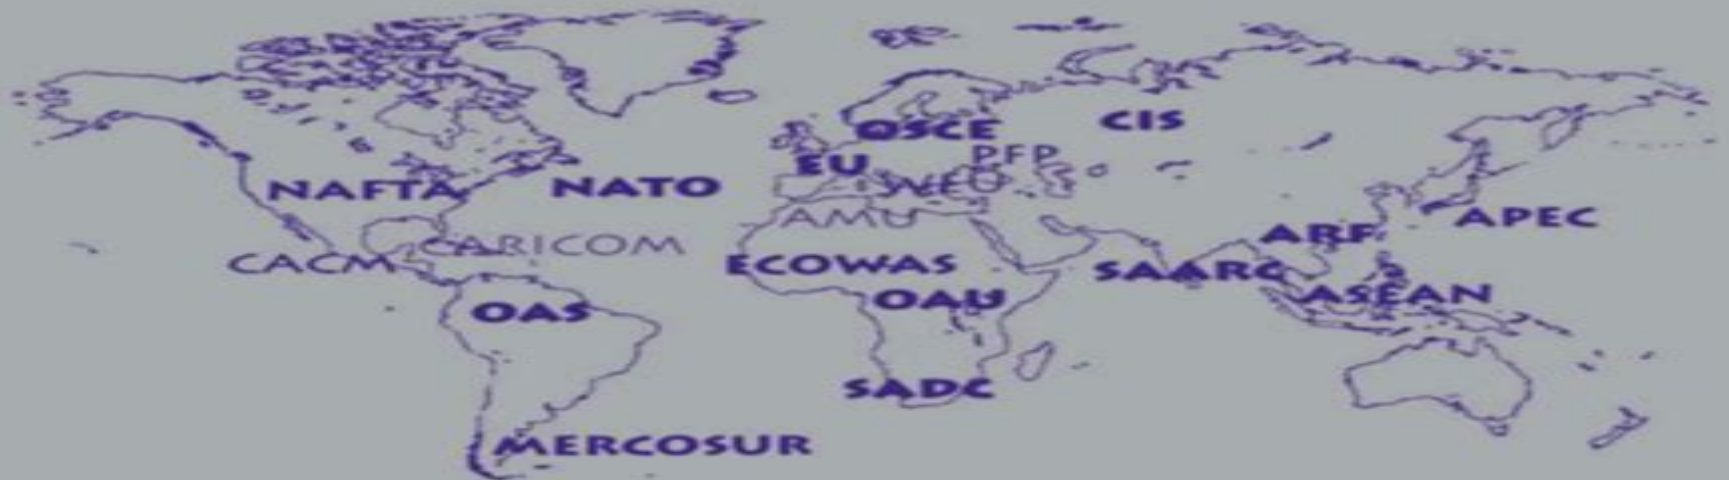 CIS
OSCE
PFP
EU
WEU
NAFTA
NATO
AMU
APEC
ARF
CARICOM
CACM
ECOWAS
SAARC
OAU
ASEAN
OAS
SADC
MERCOSUR